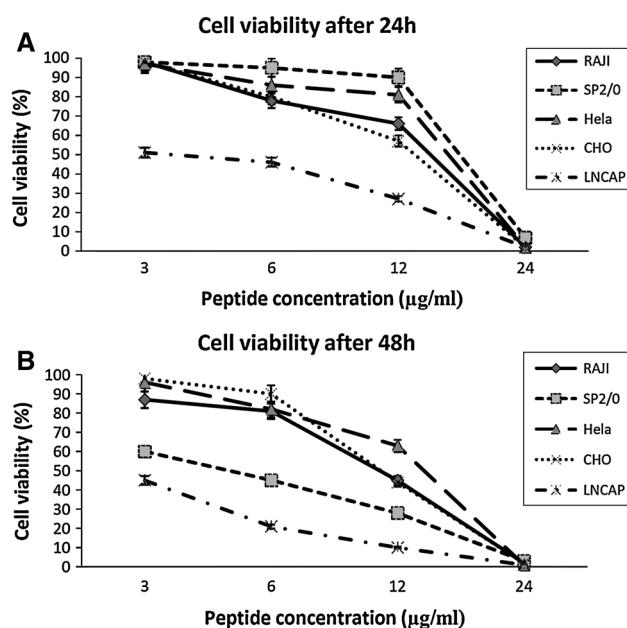 A
Cell viability after 24h
Cell viability (%)
100
90
80
70
60
50
40
30
20
10
0
3 6 12 24
Peptide concentration (µg/ml)
RAJI
SP2/0
Hela
CHO
LNCAP
B
Cell viability after 48h
Cell viability (%)
100
90
80
70
60
50
40
30
20
10
0
3 6 12 24
Peptide concentration (µg/ml)
RAJI
SP2/0
Hela
CHO
LNCAP